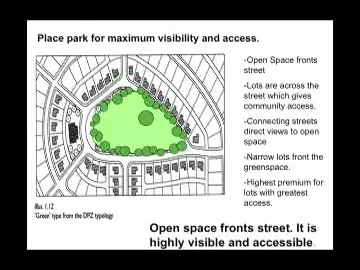 Place park for maximum visibility and access.
-Open Space fronts
street
-Lots are across the
street which gives
community access.
-Connecting streets
direct views to open
space
-Narrow lots front the
greenspace.
-Highest premium for
lots with greatest
access.
Illus. 1.12
'Green' type from the DPZ typology
Open space fronts street. It is
highly visible and accessible.